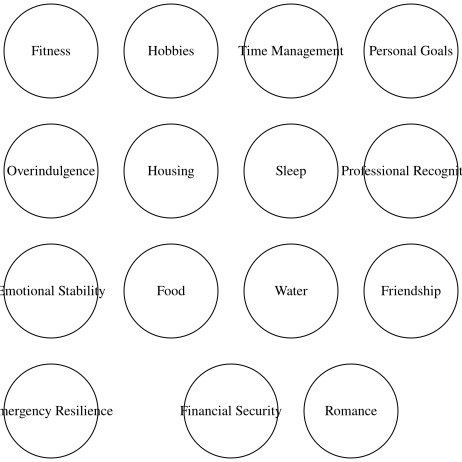 Fitness
Hobbies
Time Management
Personal Goals
Overindulgence
Housing
Sleep
Professional Recognit
Emotional Stability
Food
Water
Friendship
mergency Resilience
Financial Security
Romance